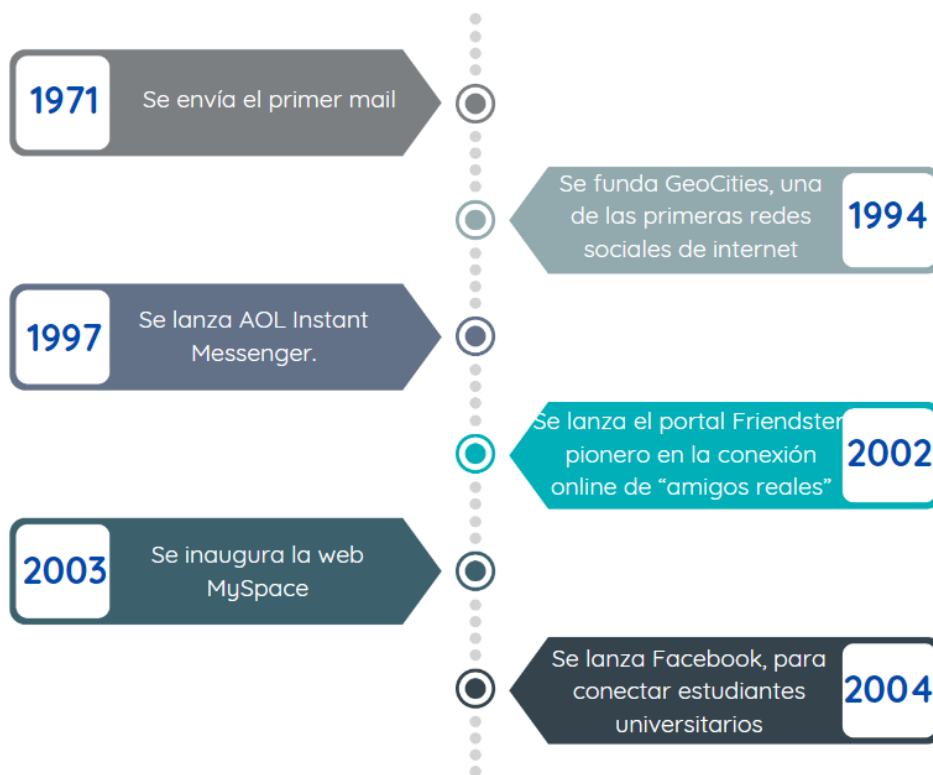 1971
Se envía el primer mail
Se funda GeoCities, una
de las primeras redes
sociales de internet
1994
1997
Se lanza AOL Instant
Messenger.
Se lanza el portal Friendster
pionero en la conexión
online de “amigos reales”
2002
2003
Se inaugura la web
MySpace
Se lanza Facebook, para
conectar estudiantes
universitarios
2004